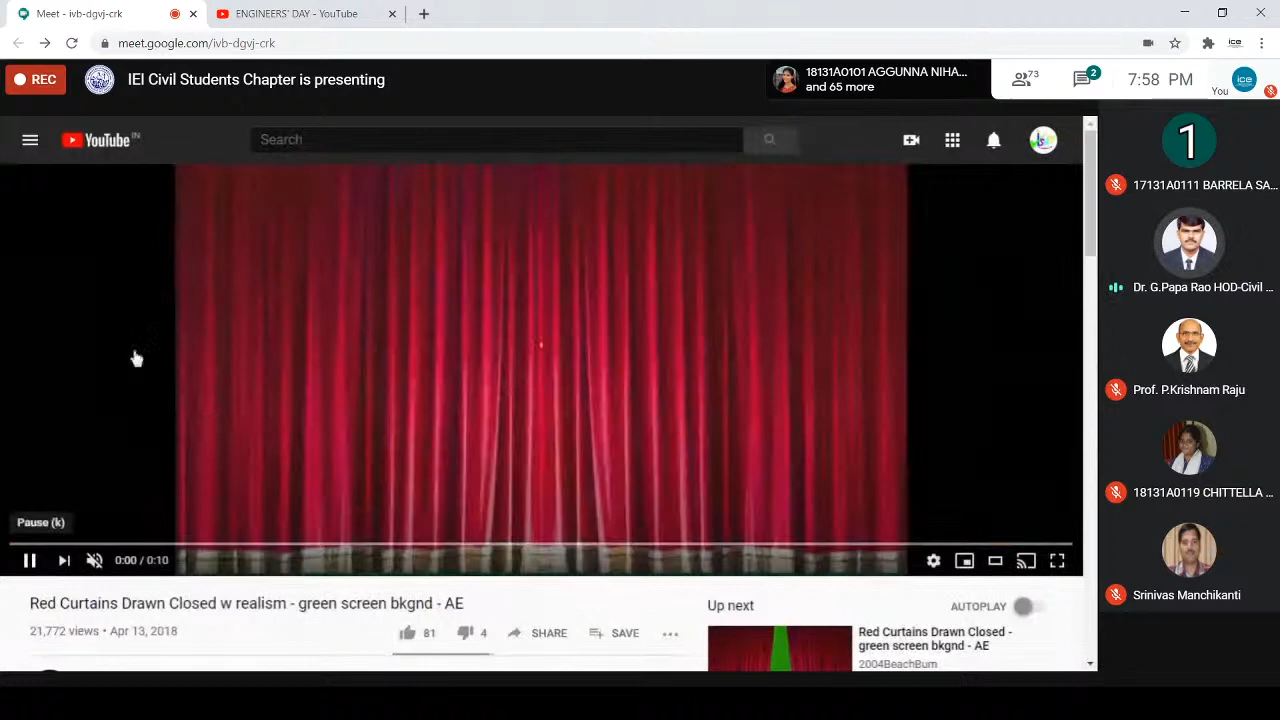 Meet - ivb-dgvj-crk
ENGINEERS' DAY - YouTube
meet.google.com/ivb-dgvj-crk
ice
REC
IEI Civil Students Chapter is presenting
18131A0101 AGGUNNA NIHA...
and 65 more
73
2
7:58 PM
You
ice
YouTube IN
Search
1
17131A0111 BARRELA SA...
Dr. G.Papa Rao HOD-Civil ...
Prof. P.Krishnam Raju
18131A0119 CHITTELLA ...
Srinivas Manchikanti
Pause (k)
0:00 / 0:10
Red Curtains Drawn Closed w realism - green screen bkgnd - AE
21,772 views • Apr 13, 2018
81
4
SHARE
SAVE
Up next
AUTOPLAY
Red Curtains Drawn Closed -
green screen bkgnd - AE
2004BeachBum